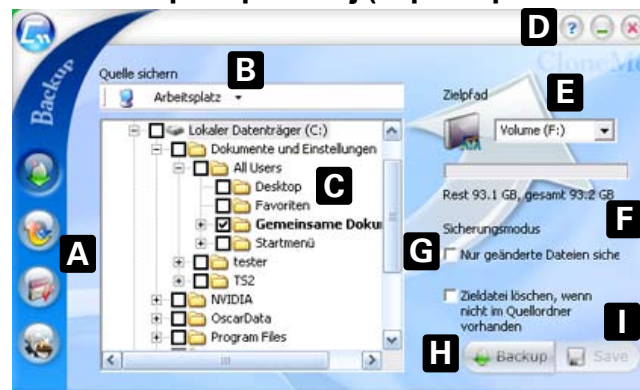 D
CloneMe
Backup
Quelle sichern
B
Arbeitsplatz
Zielpfad
E
Lokaler Datenträger (C:)
Dokumente und Einstellungen
All Users
Desktop
C
Favoriten
Gemeinsame Doku
Startmenü
tester
TS2
NVIDIA
OscarData
Program Files
A
Volume (F:)
Rest 93.1 GB, gesamt 93.2 GB
F
Sicherungsmodus
G
Nur geänderte Dateien siche
Zieldatei löschen, wenn
nicht im Quellordner
vorhanden
I
H
Backup
Save